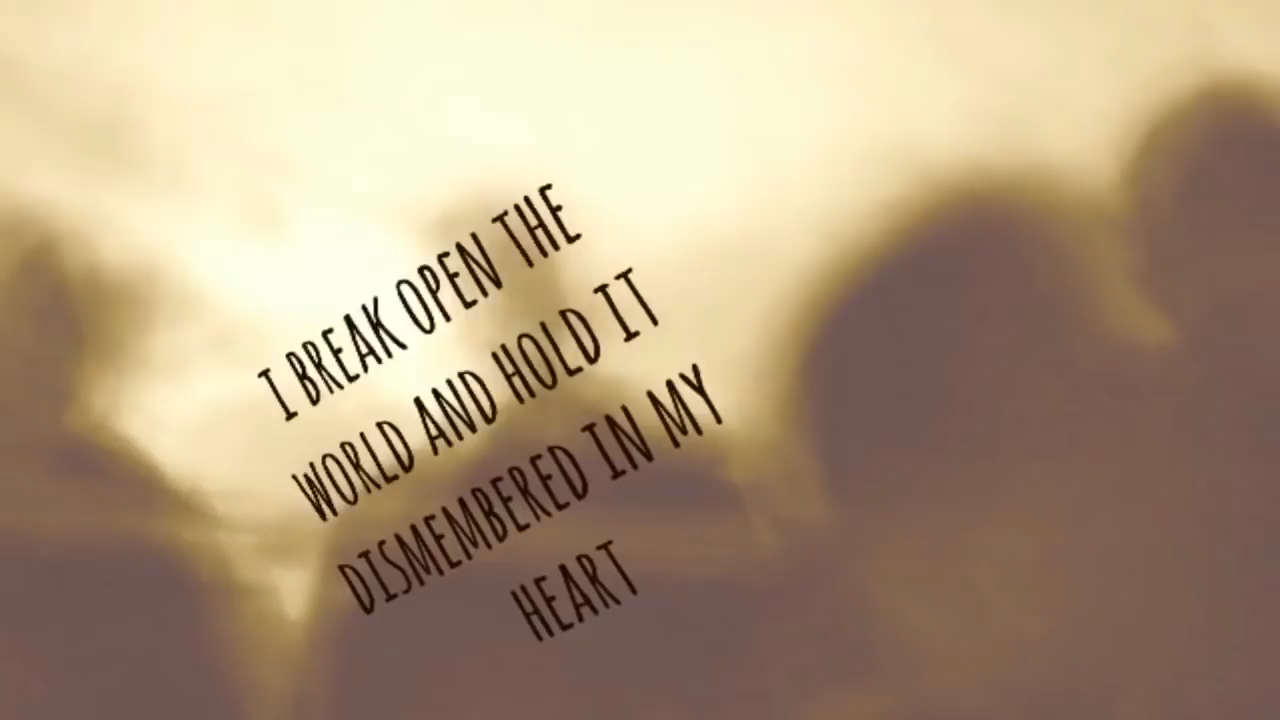 I BREAK OPEN THE
WORLD AND HOLD IT
DISMEMBERED IN MY
HEART